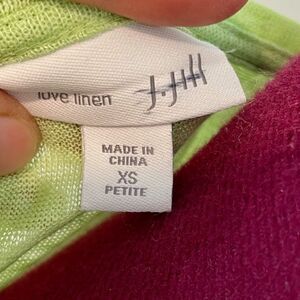 love linen J.Jill
MADE IN
CHINA
XS
PETITE